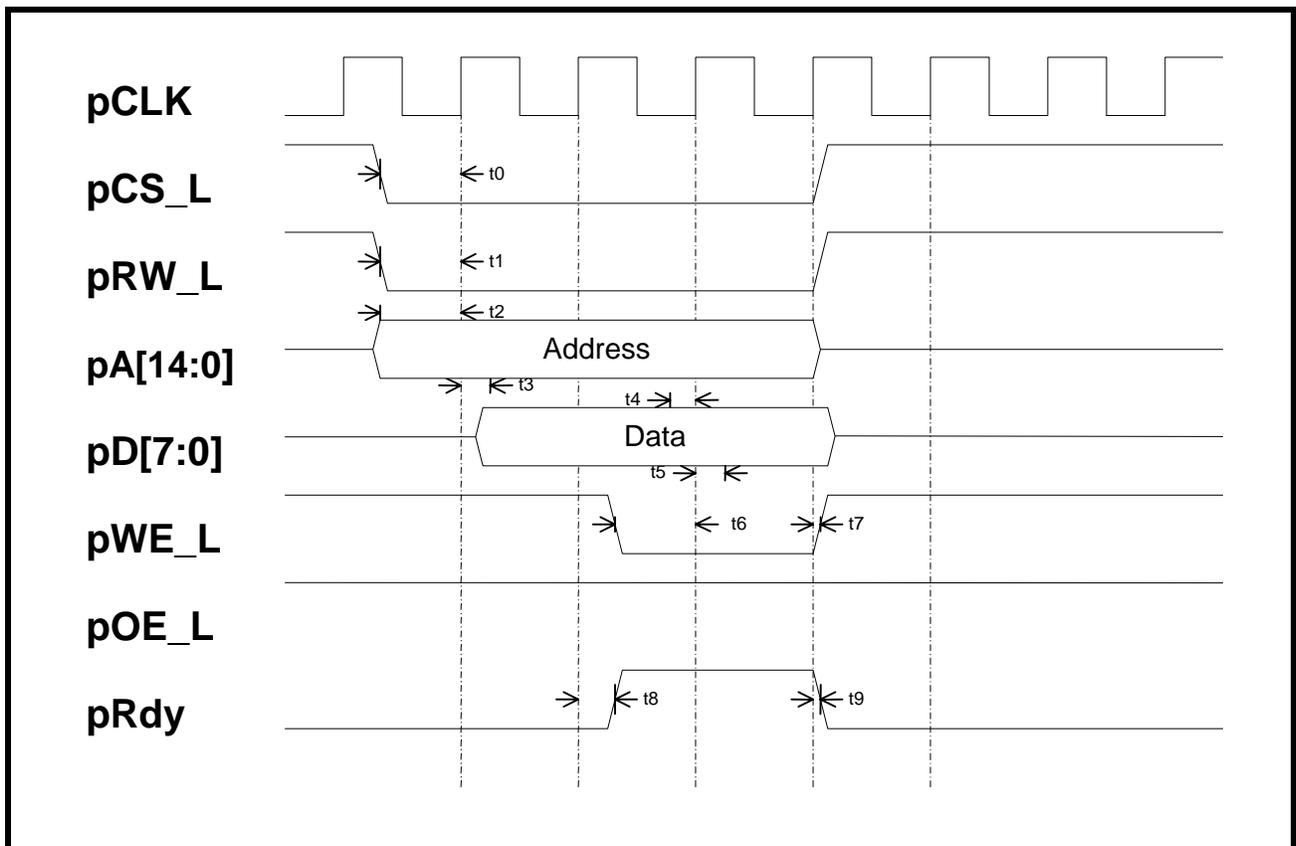 pCLK
pCS_L
t0
pRW_L
t1
t2
pA[14:0]
Address
t3
t4
pD[7:0]
Data
t5
pWE_L
t6
t7
pOE_L
pRdy
t8
t9